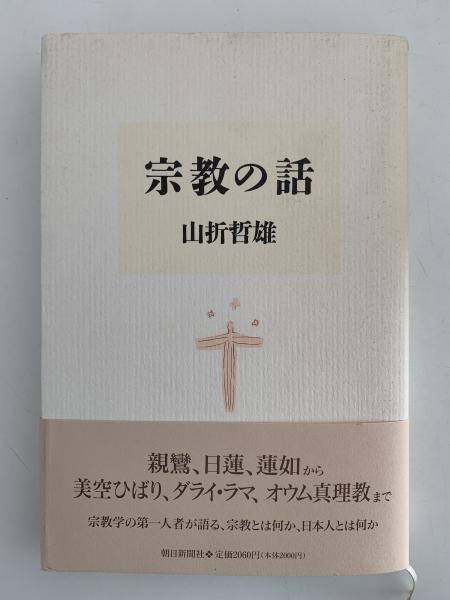 宗教の話
山折哲雄
親鸞、日蓮、蓮如から
美空ひばり、ダライ・ラマ、オウム真理教まで
宗教学の第一人者が語る、宗教とは何か、日本人とは何か
朝日新聞社❖定価2060円(本体2000円)